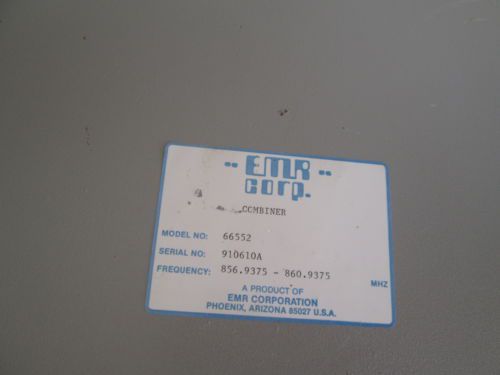 -- EMR --
corp.
COMBINER
MODEL NO: 66552
SERIAL NO: 910610A
FREQUENCY: 856.9375 - 860.9375 MHZ
A PRODUCT OF
EMR CORPORATION
PHOENIX, ARIZONA 85027 U.S.A.